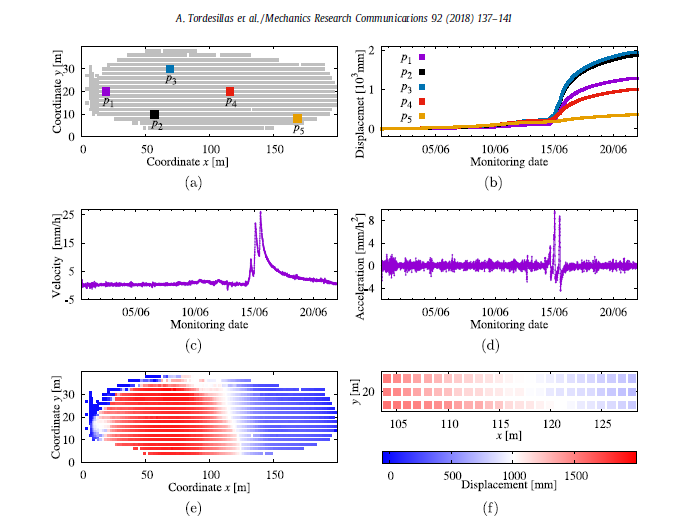 A. Tordesillas et al./Mechanics Research Communications 92 (2018) 137–141
Coordinate y[m]
30
20
10
0
p1
p2
p3
p4
p5
0 50 100 150
Coordinate x [m]
(a)
Displacemet [10³mm]
2
1
0
p1
p2
p3
p4
p5
05/06 10/06 15/06 20/06
Monitoring date
(b)
Velocity [mm/h]
25
15
5
-5
05/06 10/06 15/06 20/06
Monitoring date
(c)
Acceleration [mm/h²]
8
4
0
-4
05/06 10/06 15/06 20/06
Monitoring date
(d)
Coordinate y [m]
30
20
10
0
0 50 100 150
Coordinate x [m]
(e)
y [m]
20
105 110 115 120 125
x [m]
0 500 1000 1500
Displacement [mm]
(f)